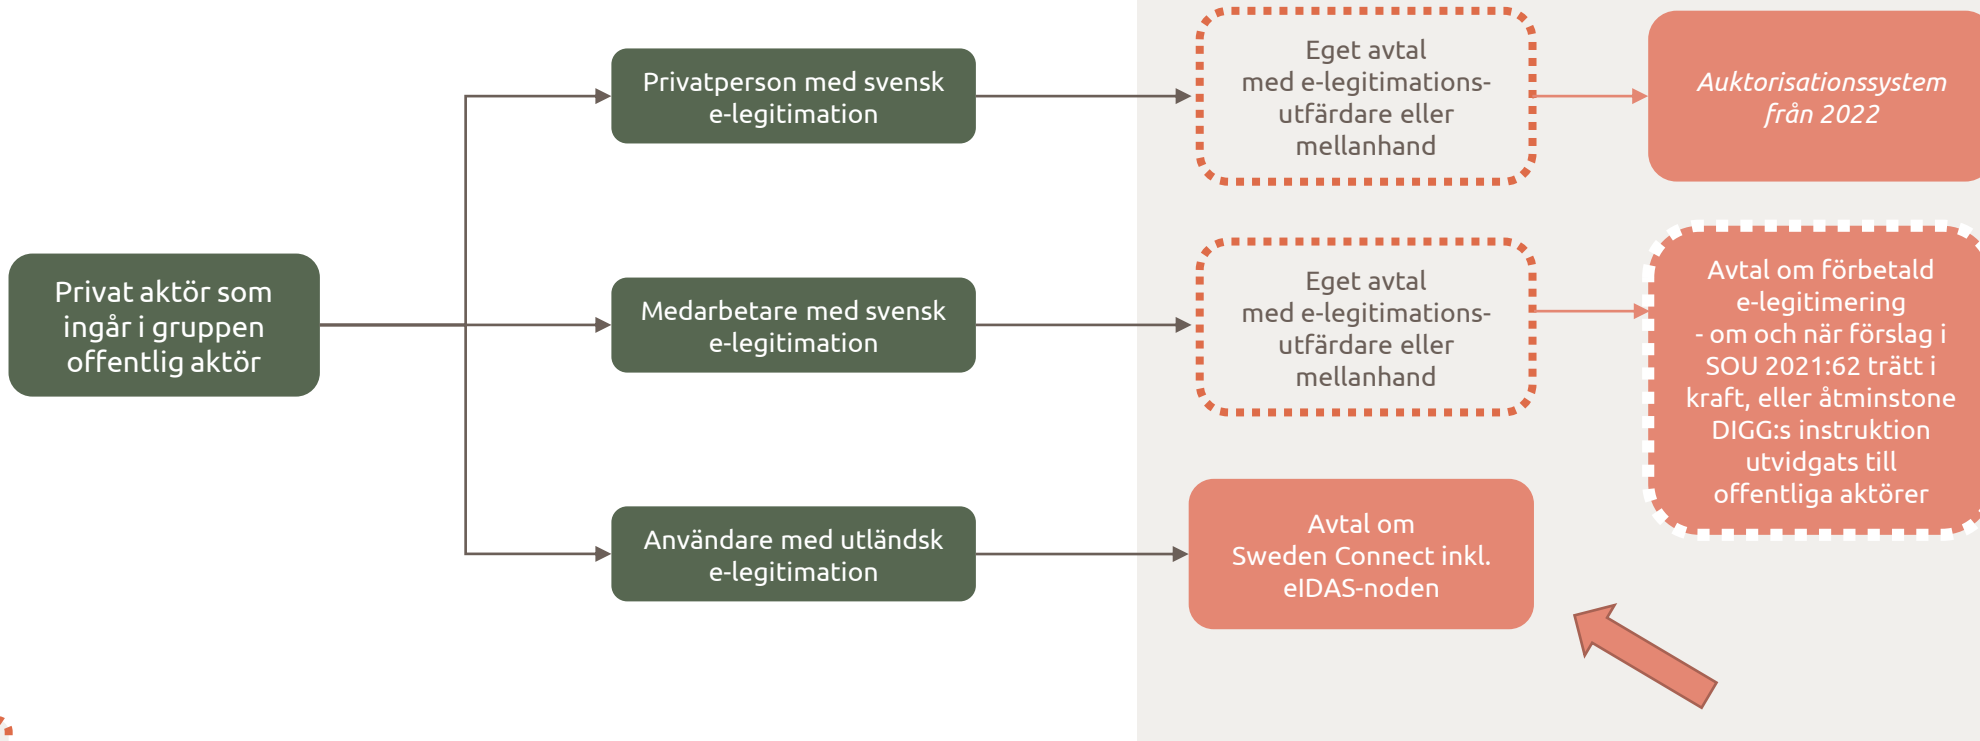 Privat aktör som
ingår i gruppen
offentlig aktör
Privatperson med svensk
e-legitimation
Medarbetare med svensk
e-legitimation
Användare med utländsk
e-legitimation
Eget avtal
med e-legitimations-
utfärdare eller
mellanhand
Eget avtal
med e-legitimations-
utfärdare eller
mellanhand
Avtal om
Sweden Connect inkl.
eIDAS-noden
Auktorisationssystem
från 2022
Avtal om förbetald
e-legitimering
- om och när förslag i
SOU 2021:62 trätt i
kraft, eller åtminstone
DIGG:s instruktion
utvidgats till
offentliga aktörer